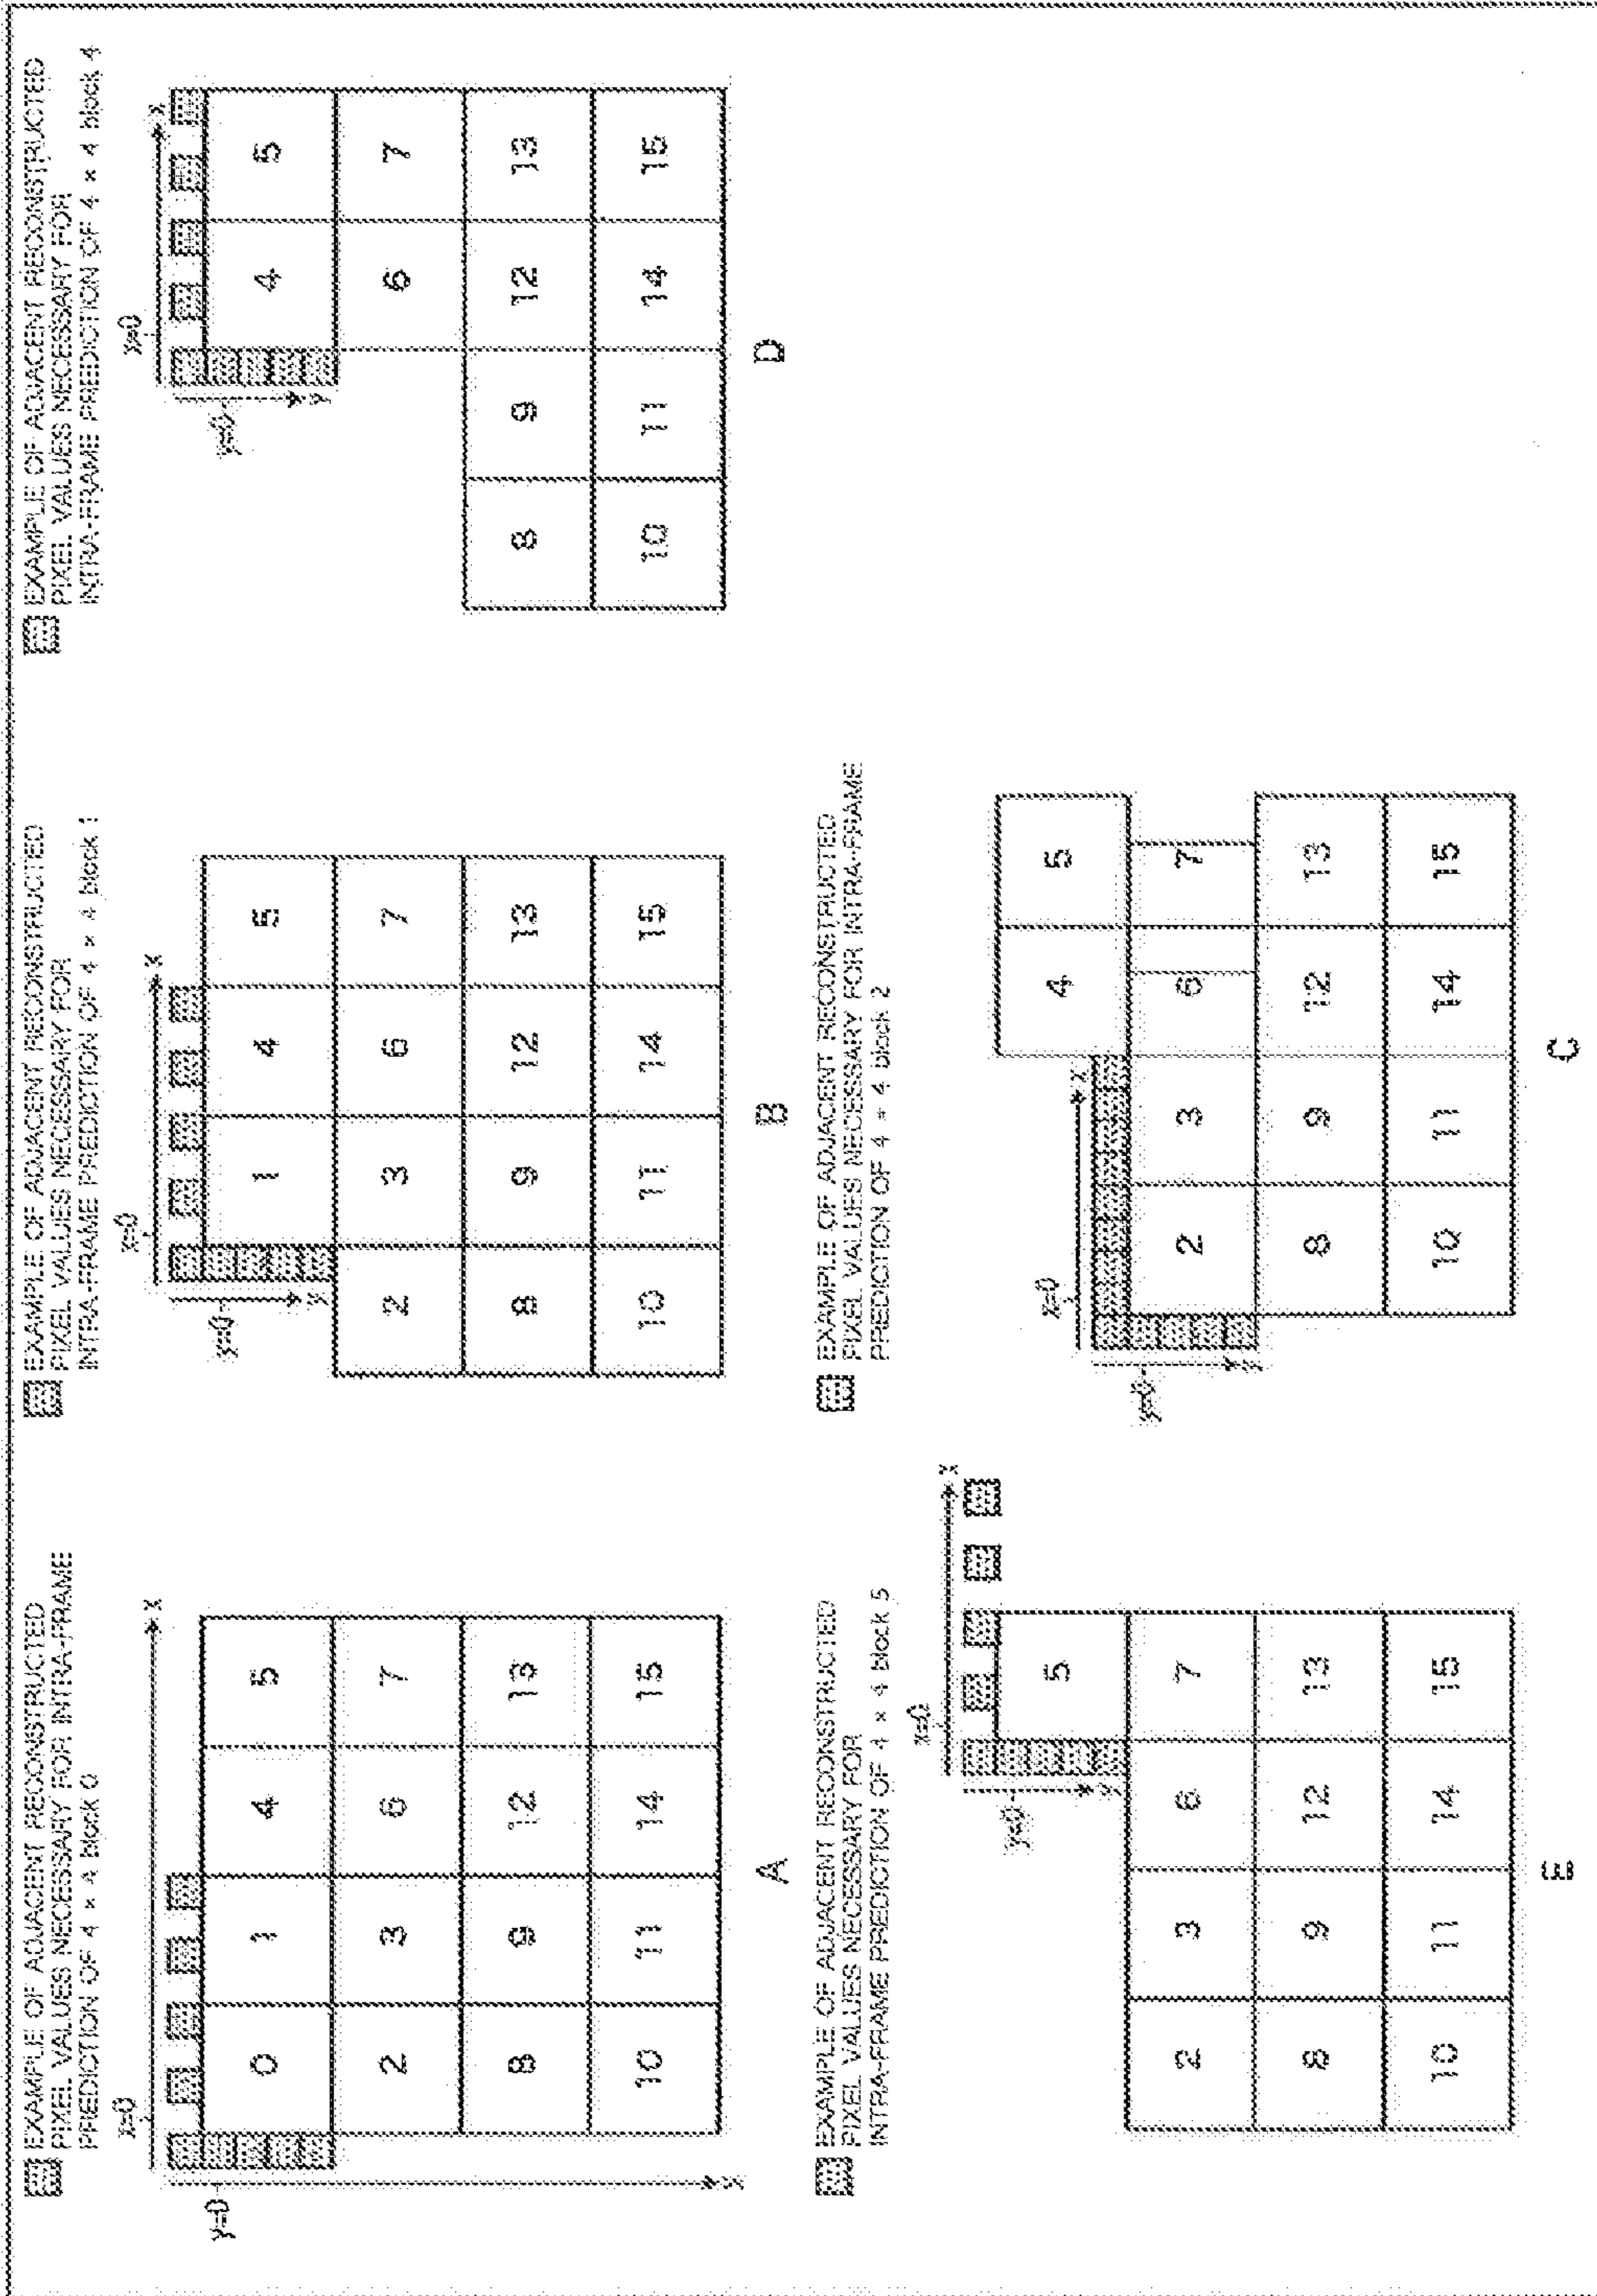 EXAMPLE OF ADJACENT RECONSTRUCTED
PIXEL VALUES NECESSARY FOR INTRA-FRAME
PREDICTION OF 4 × 4 block 0
x=0
x
y=0
0 1 4 5
2 3 6 7
8 9 12 13
10 11 14 15
A
EXAMPLE OF ADJACENT RECONSTRUCTED
PIXEL VALUES NECESSARY FOR
INTRA-FRAME PREDICTION OF 4 × 4 block 1
x=0
x
y=0
y
1 4 5
2 3 6 7
8 9 12 13
10 11 14 15
B
EXAMPLE OF ADJACENT RECONSTRUCTED
PIXEL VALUES NECESSARY FOR
INTRA-FRAME PREDICTION OF 4 × 4 block 4
x=0
x
y=0
y
4 5
6 7
8 9 12 13
10 11 14 15
D
EXAMPLE OF ADJACENT RECONSTRUCTED
PIXEL VALUES NECESSARY FOR
INTRA-FRAME PREDICTION OF 4 × 4 block 5
x=0
x
y=0
y
5
2 3 6 7
8 9 12 13
10 11 14 15
E
EXAMPLE OF ADJACENT RECONSTRUCTED
PIXEL VALUES NECESSARY FOR INTRA-FRAME
PREDICTION OF 4 × 4 block 2
x=0
x
y=0
4 5
2 3 6 7
8 9 12 13
10 11 14 15
C